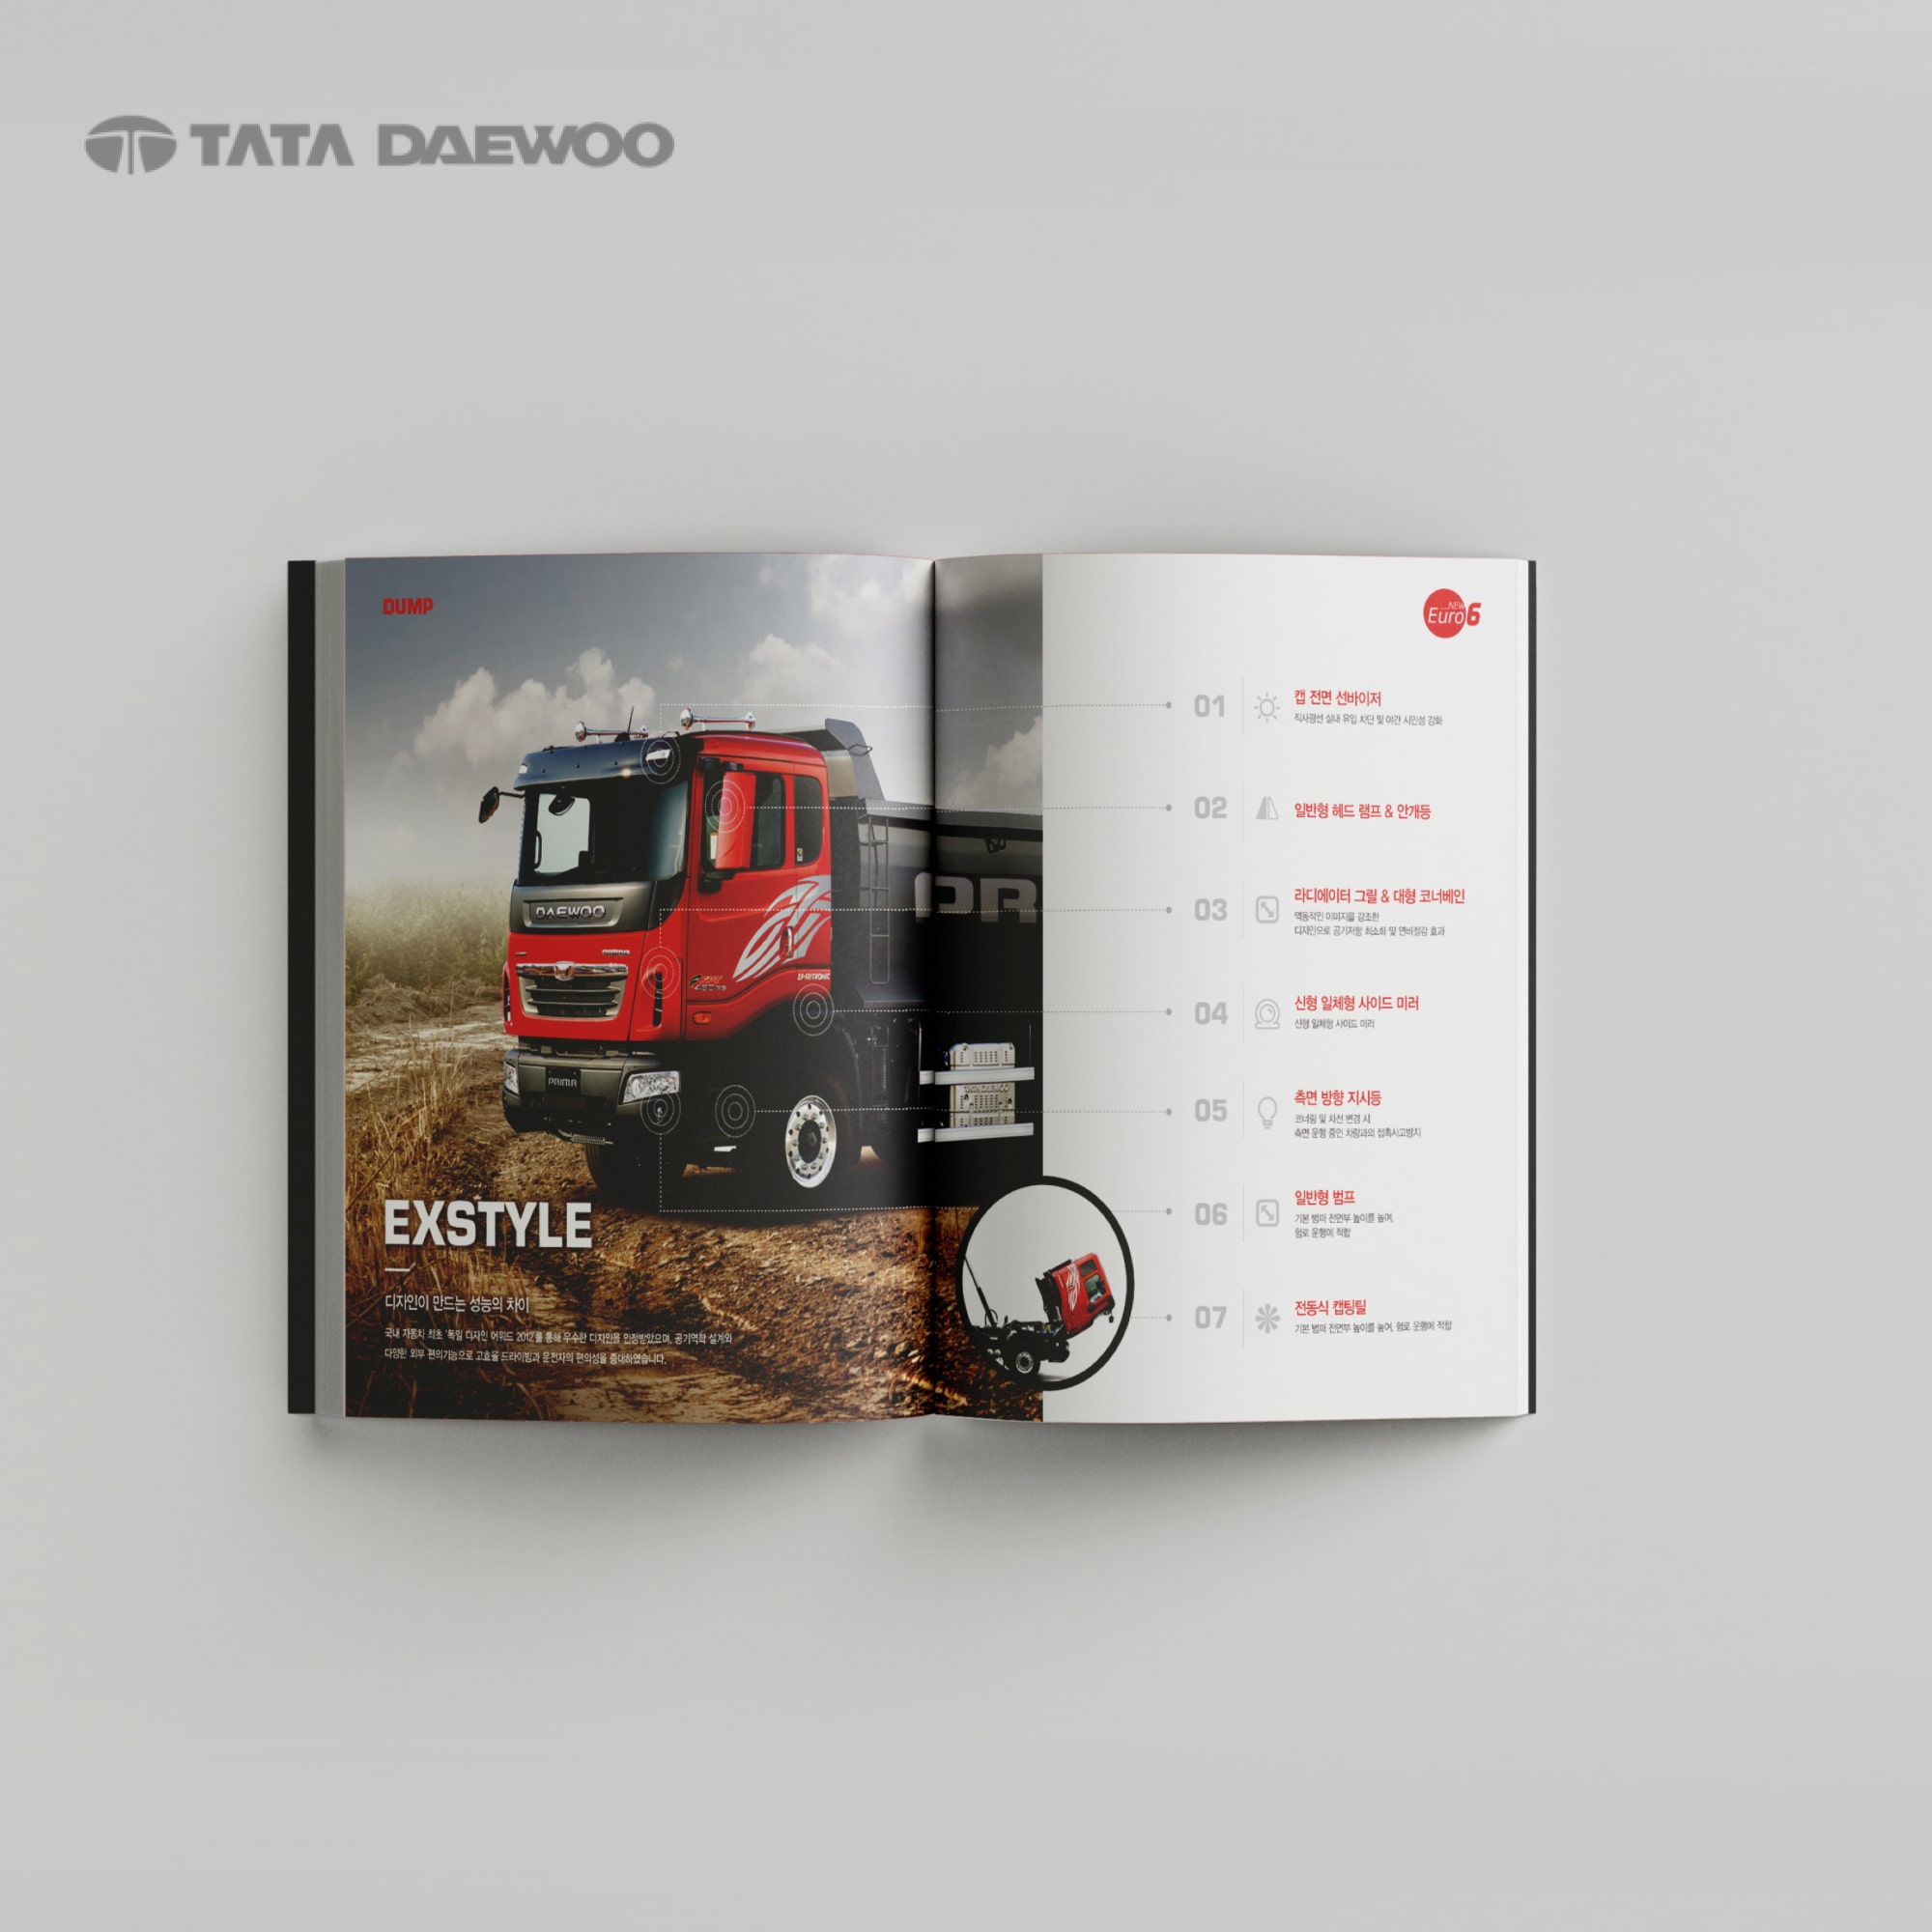 TATA DAEWOO
DUMP
DAEWOO
PRIMA
PR
EXSTYLE
디자인이 만드는 성능의 차이
국내 자동차 최초 '독일 디자인 어워드 2012'를 통해 우수한 디자인을 인정받았으며, 공기역학 설계와
다양한 외부 편의기능으로 고효율 드라이빙과 운전자의 편의성을 증대하였습니다.
...NEW
Euro6
01
캡 전면 선바이저
직사광선 실내 유입 차단 및 야간 시인성 강화
02
일반형 헤드 램프 & 안개등
03
라디에이터 그릴 & 대형 코너베인
역동적인 이미지를 강조한
디자인으로 공기저항 최소화 및 연비절감 효과
04
신형 일체형 사이드 미러
신형 일체형 사이드 미러
05
측면 방향 지시등
코너링 및 차선 변경 시
측면 운행 중인 차량과의 접촉사고방지
06
일반형 범프
기본 범퍼 전면부 높이를 높여,
험로 운행에 적합
07
전동식 캡팅틸
기본 범퍼 전면부 높이를 높여, 험로 운행에 적합